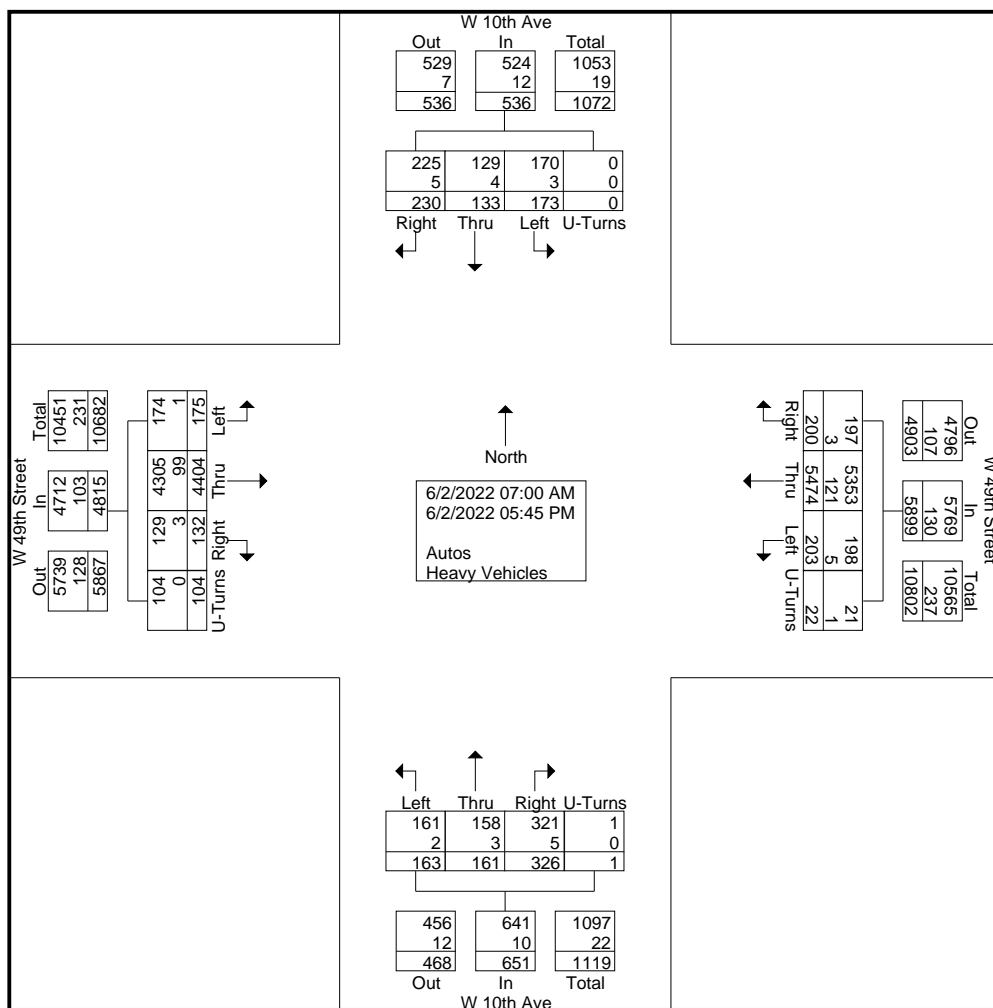 W 10th Ave
Out In Total
529 524 1053
7 12 19
536 536 1072
225 129 170 0
5 4 3 0
230 133 173 0
Right Thru Left U-Turns
W 49th Street
Total In Out
10451 4712 5739
231 103 128
10682 4815 5867
174 4305 129 104
1 99 3 0
175 4404 132 104
Left Thru Right U-Turns
North
6/2/2022 07:00 AM
6/2/2022 05:45 PM
Autos
Heavy Vehicles
Right Thru Left U-Turns
200 5474 203 22
3 121 5 1
197 5353 198 21
4903 5899 10802
107 130 237
4796 5769 10565
Out In Total
W 49th Street
Left Thru Right U-Turns
161 158 321 1
2 3 5 0
163 161 326 1
456 641 1097
12 10 22
468 651 1119
Out In Total
W 10th Ave